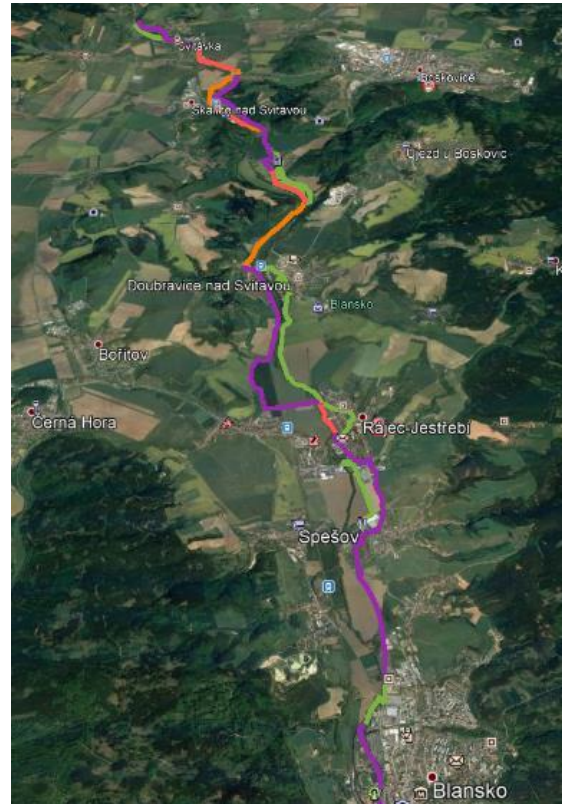 Svitávka
Boskovice
Skalice nad Svitavou
Újezd u Boskovic
Doubravice nad Svitavou
Blansko
Bořitov
Černá Hora
Rájec-Jestřebí
Spešov
Blansko